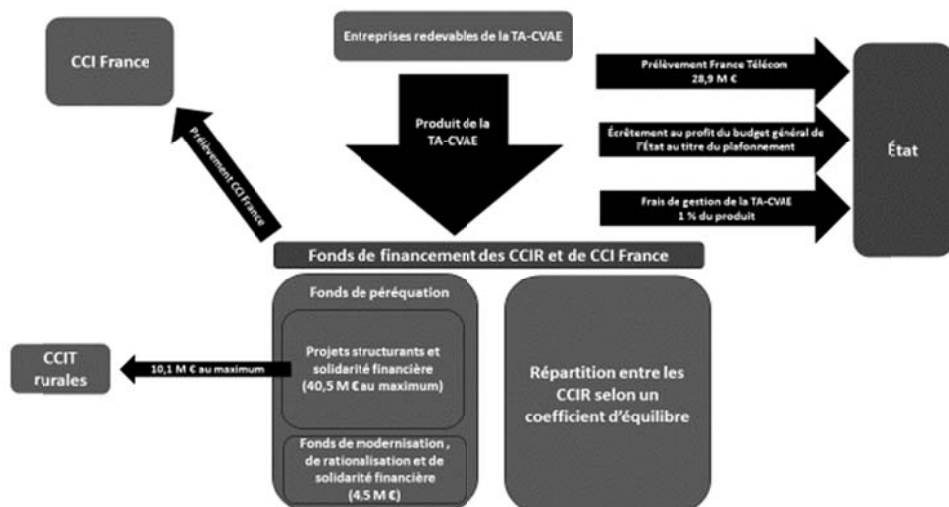 CCI France
Entreprises redevables de la TA-CVAE
Produit de la
TA-CVAE
Prélèvement France Télécom
28,9 M €
Écrêtement au profit du budget général de
l'État au titre du plafonnement
Frais de gestion de la TA-CVAE
1 % du produit
État
Prélèvement CCI France
Fonds de financement des CCIR et de CCI France
Fonds de péréquation
Projets structurants et
solidarité financière
(40,5 M € au maximum)
10,1 M € au maximum
CCIT
rurales
Fonds de modernisation ,
de rationalisation et de
solidarité financière
(4,5 M €)
Répartition entre les
CCIR selon un
coefficient d'équilibre